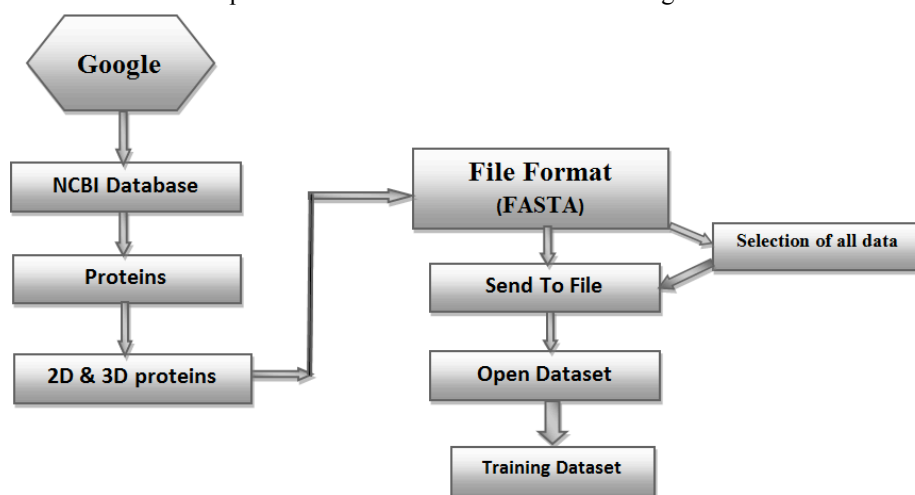 Google
NCBI Database
Proteins
2D & 3D proteins
File Format
(FASTA)
Selection of all data
Send To File
Open Dataset
Training Dataset